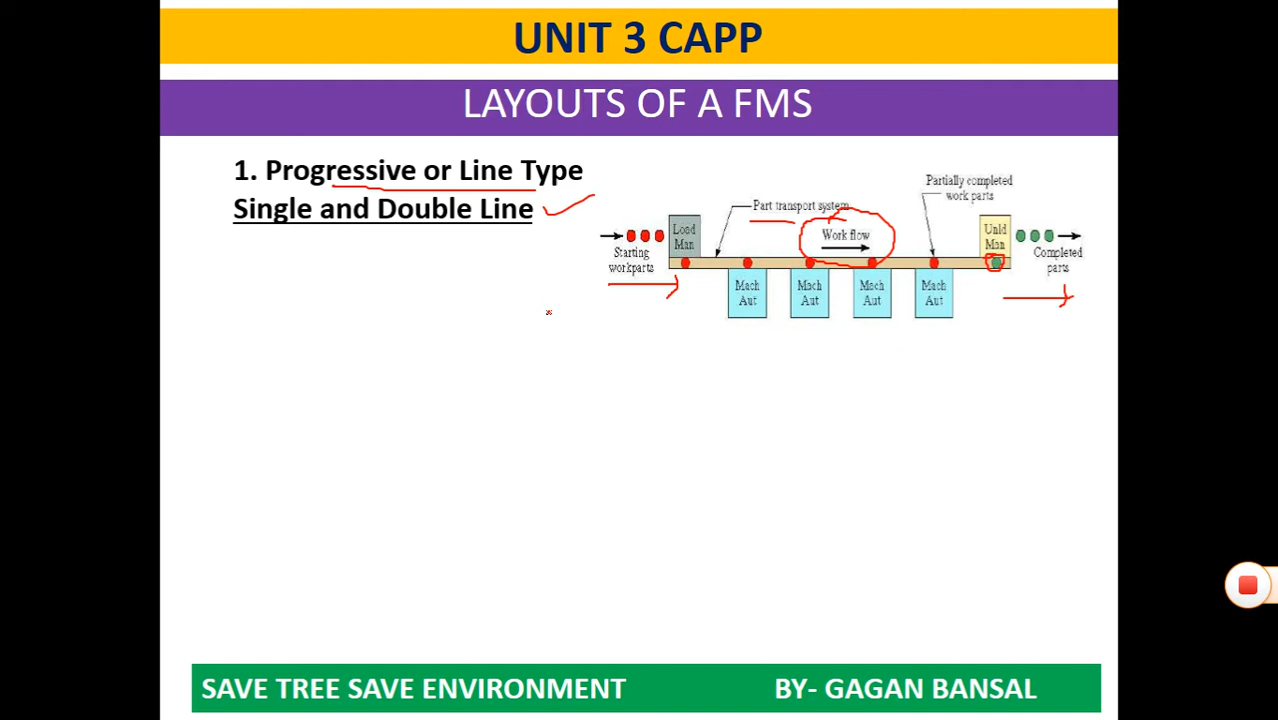 UNIT 3 CAPP
LAYOUTS OF A FMS
1. Progressive or Line Type
Single and Double Line
Partially completed
work parts
Part transport system
Work flow
Load
Man
Unld
Man
Starting
workparts
Completed
parts
Mach
Aut
Mach
Aut
Mach
Aut
Mach
Aut
SAVE TREE SAVE ENVIRONMENT
BY- GAGAN BANSAL